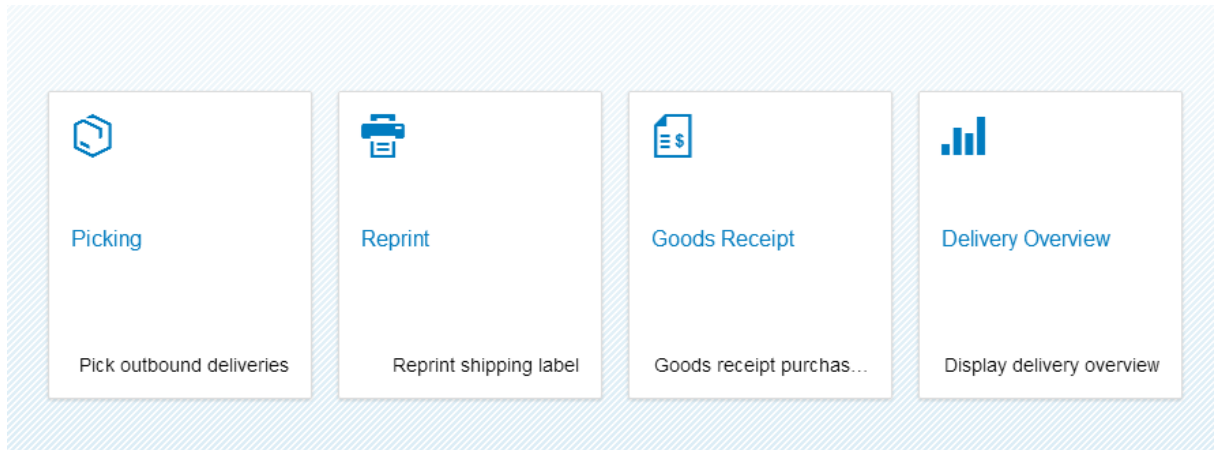 Picking
Reprint
Goods Receipt
Delivery Overview
Pick outbound deliveries
Reprint shipping label
Goods receipt purchas...
Display delivery overview